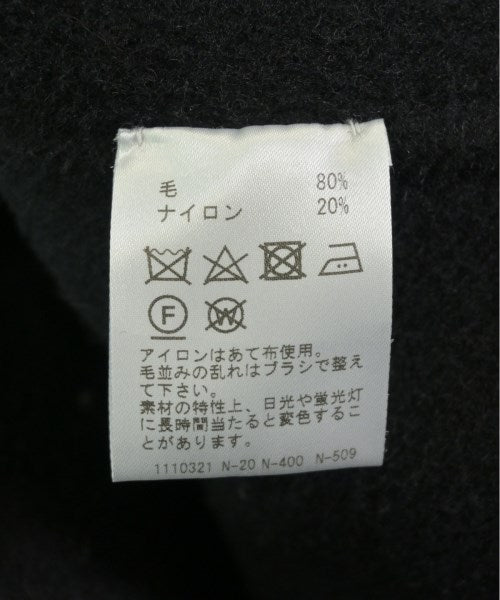 毛 80%
ナイロン 20%
F W
アイロンはあて布使用。
毛並みの乱れはブラシで整え
て下さい。
素材の特性上、日光や蛍光灯
に長時間当たると変色するこ
とがあります。
1110321 N-20 N-400 N-509